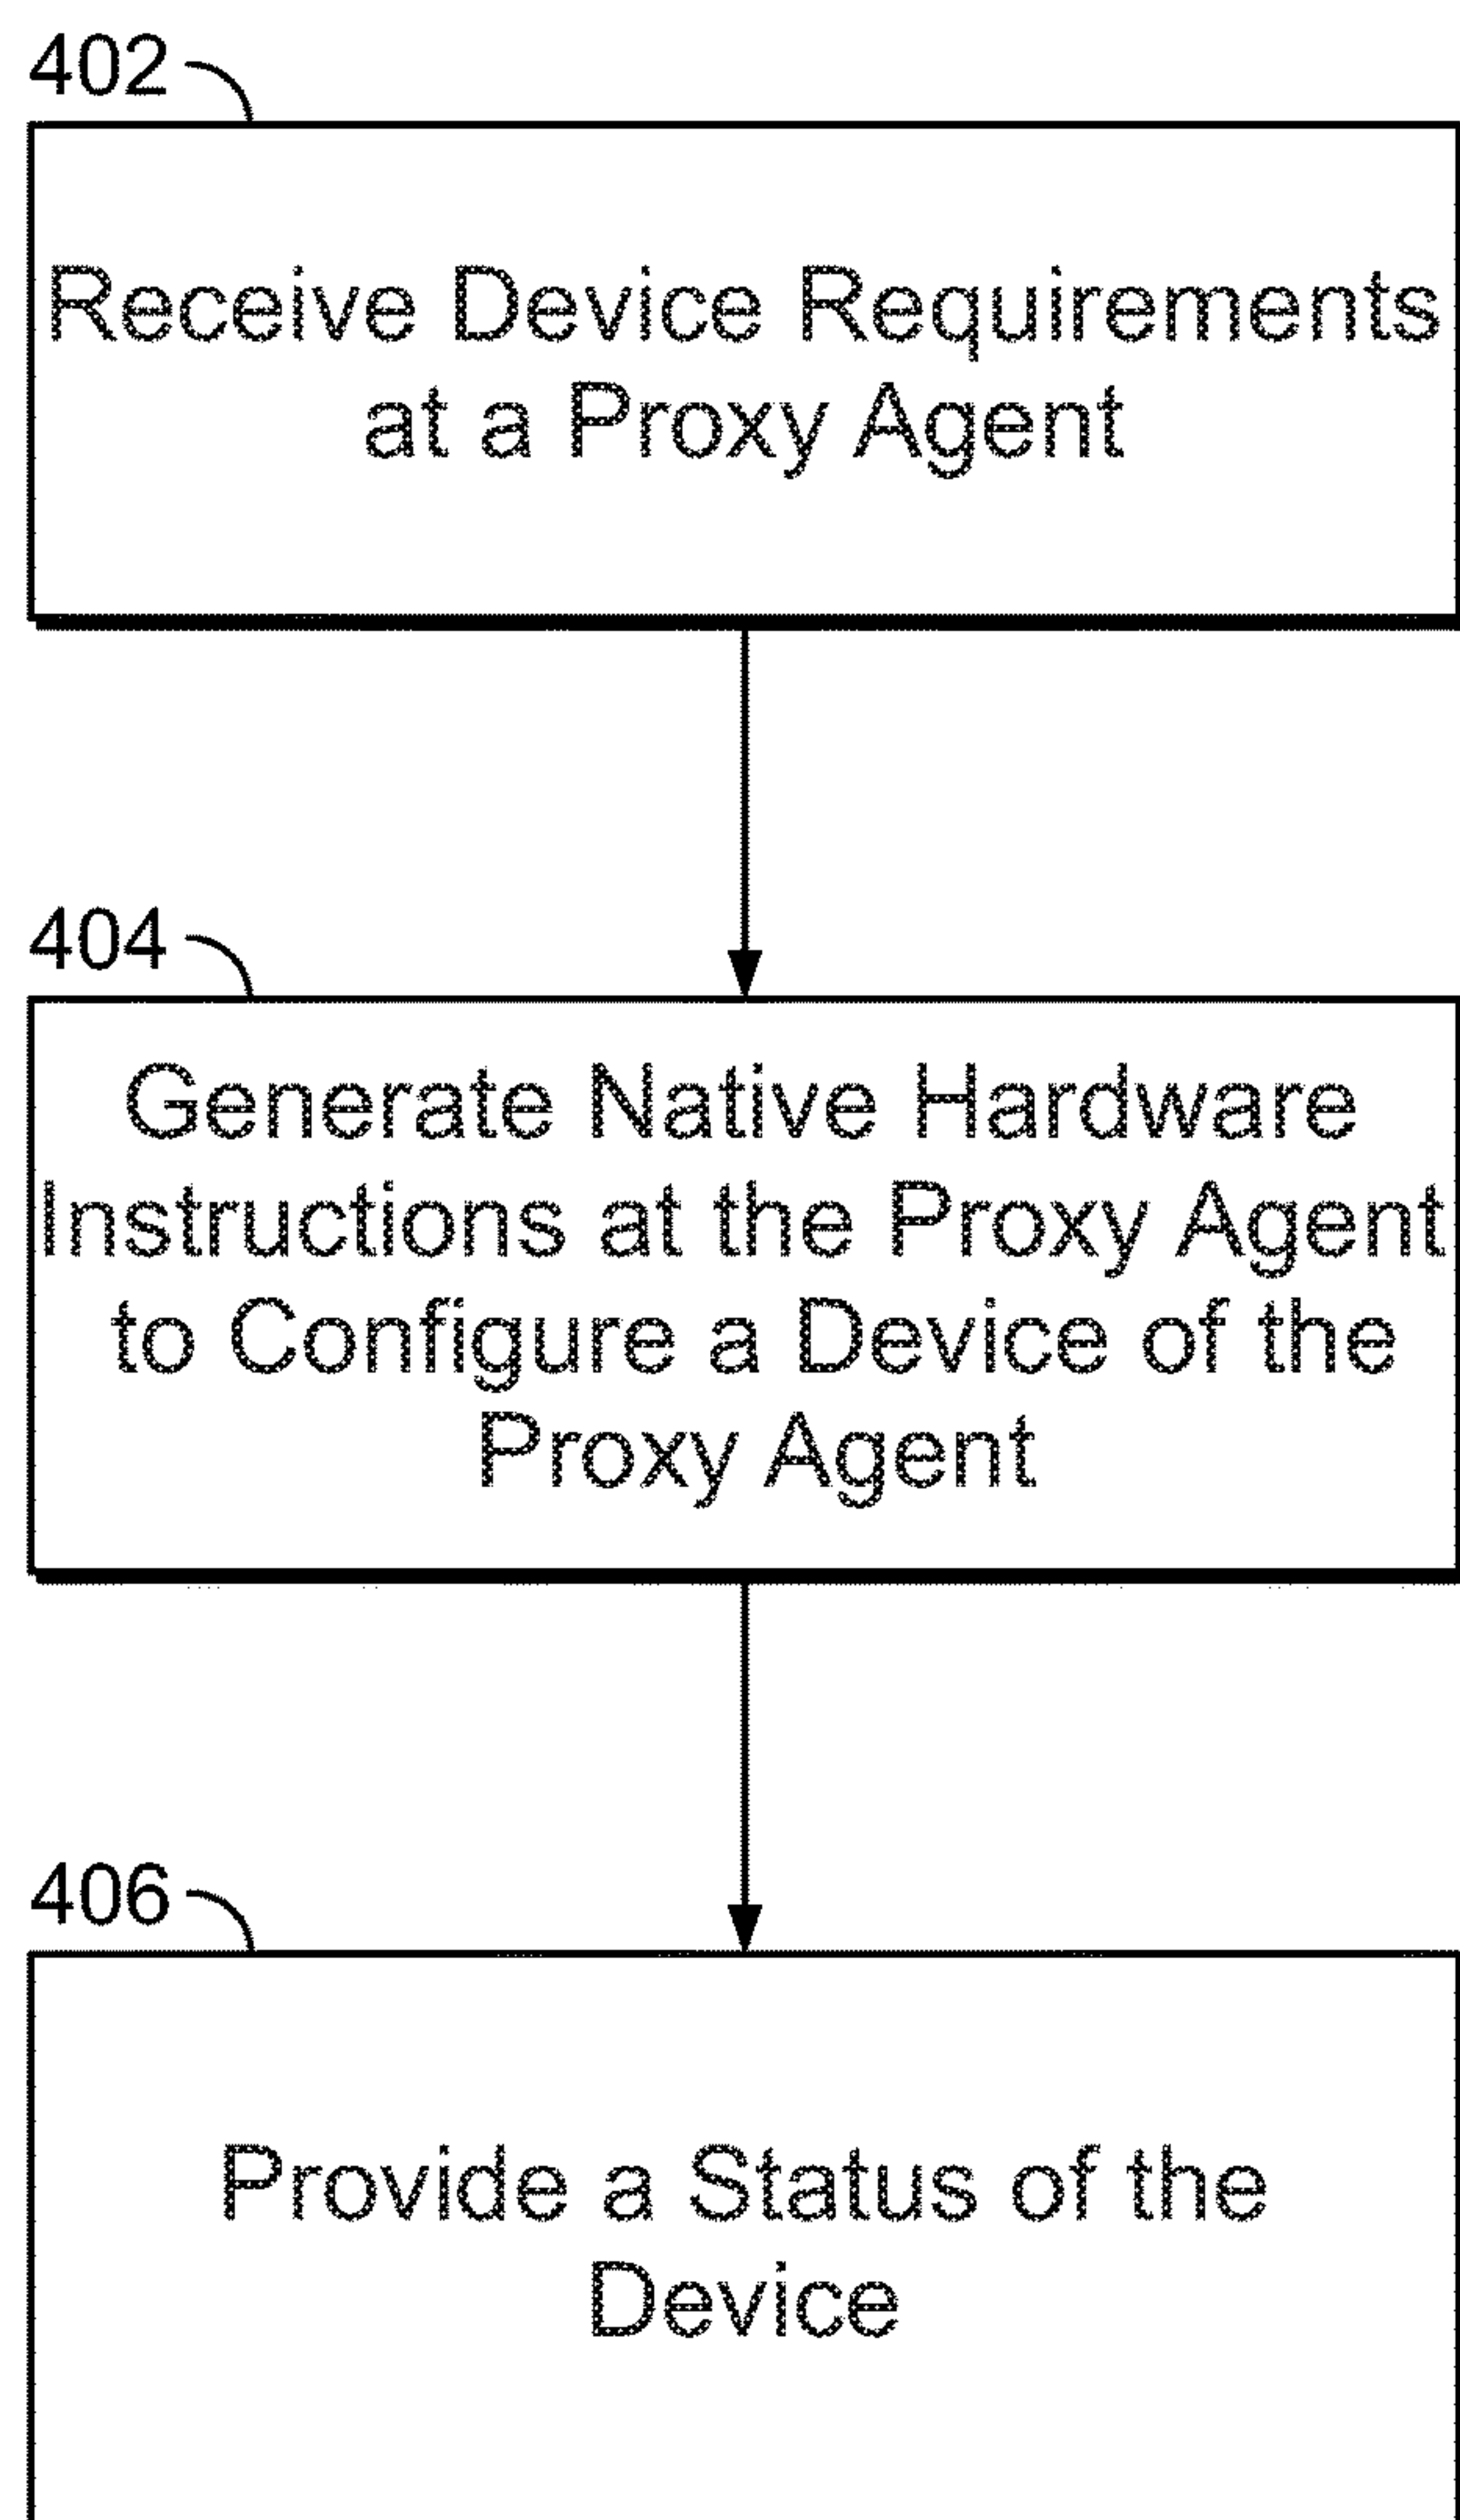 402
Receive Device Requirements
at a Proxy Agent
404
Generate Native Hardware
Instructions at the Proxy Agent
to Configure a Device of the
Proxy Agent
406
Provide a Status of the
Device